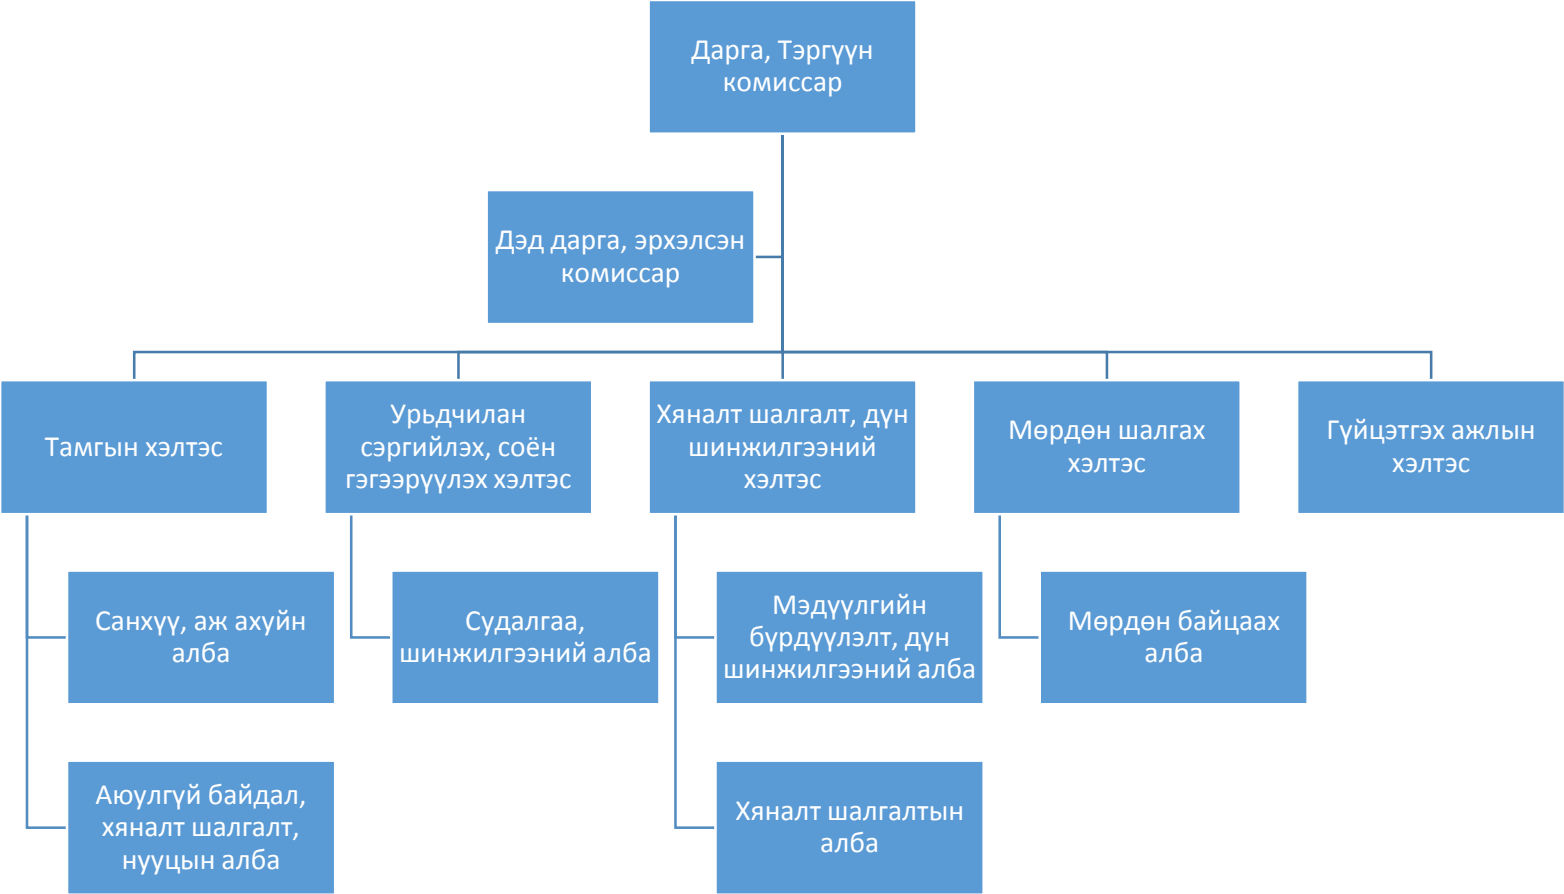 Дарга, Тэргүүн
комиссар
Дэд дарга, эрхэлсэн
комиссар
Тамгын хэлтэс
Урьдчилан
сэргийлэх, соён
гэгээрүүлэх хэлтэс
Хяналт шалгалт, дүн
шинжилгээний
хэлтэс
Мөрдөн шалгах
хэлтэс
Гүйцэтгэх ажлын
хэлтэс
Санхүү, аж ахуйн
алба
Судалгаа,
шинжилгээний алба
Мэдүүлгийн
бүрдүүлэлт, дүн
шинжилгээний алба
Мөрдөн байцаах
алба
Аюулгүй байдал,
хяналт шалгалт,
нууцын алба
Хяналт шалгалтын
алба